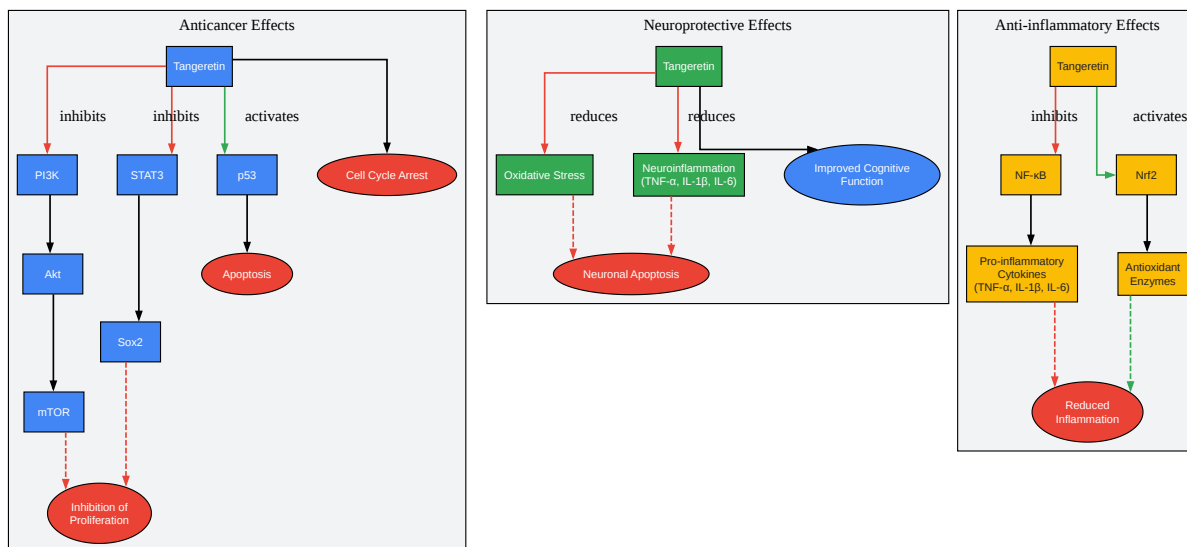 Anticancer Effects
Tangeretin
inhibits
inhibits
activates
PI3K
STAT3
p53
Cell Cycle Arrest
Akt
Apoptosis
Sox2
mTOR
Inhibition of
Proliferation
Neuroprotective Effects
Tangeretin
reduces
reduces
Oxidative Stress
Neuroinflammation
(TNF-α, IL-1β, IL-6)
Improved Cognitive
Function
Neuronal Apoptosis
Anti-inflammatory Effects
Tangeretin
inhibits
activates
NF-κB
Nrf2
Pro-inflammatory
Cytokines
(TNF-α, IL-1β, IL-6)
Antioxidant
Enzymes
Reduced
Inflammation